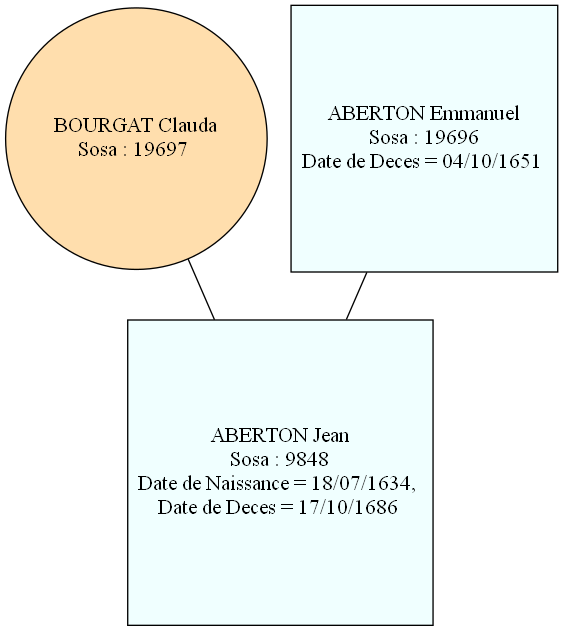 BOURGAT Clauda
Sosa : 19697
ABERTON Emmanuel
Sosa : 19696
Date de Deces = 04/10/1651
ABERTON Jean
Sosa : 9848
Date de Naissance = 18/07/1634,
Date de Deces = 17/10/1686